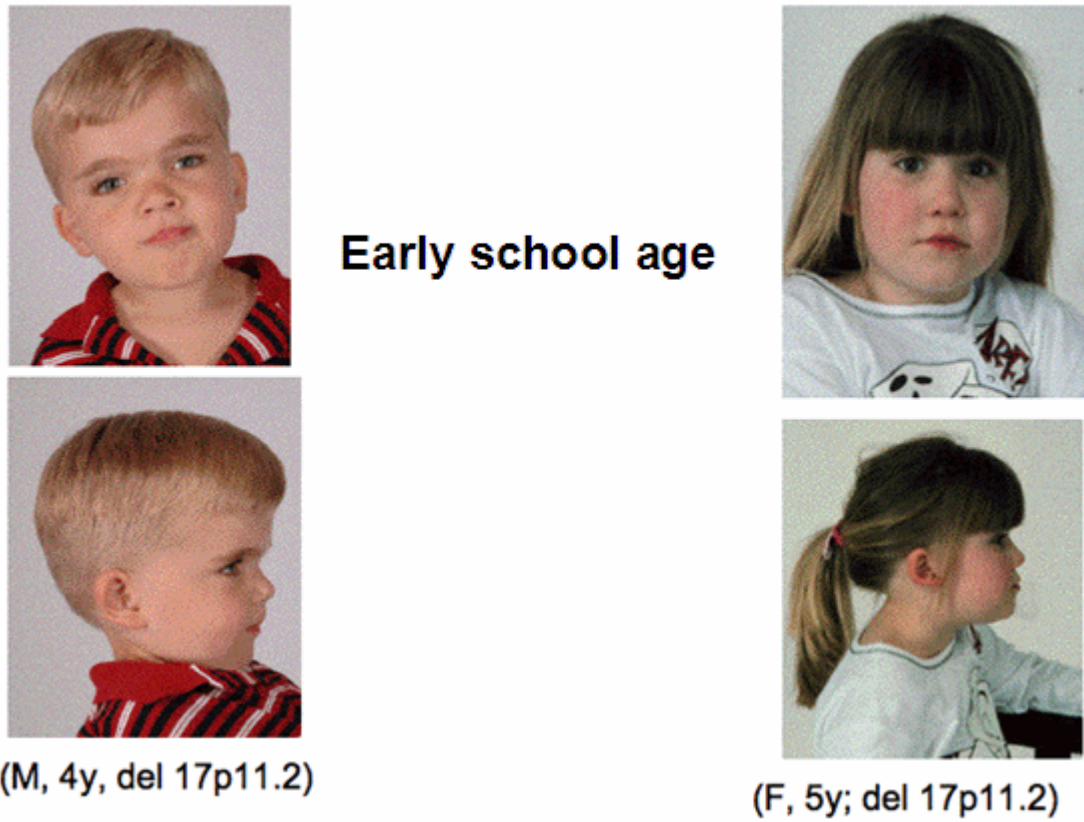 Early school age
(M, 4y, del 17p11.2)
(F, 5y; del 17p11.2)